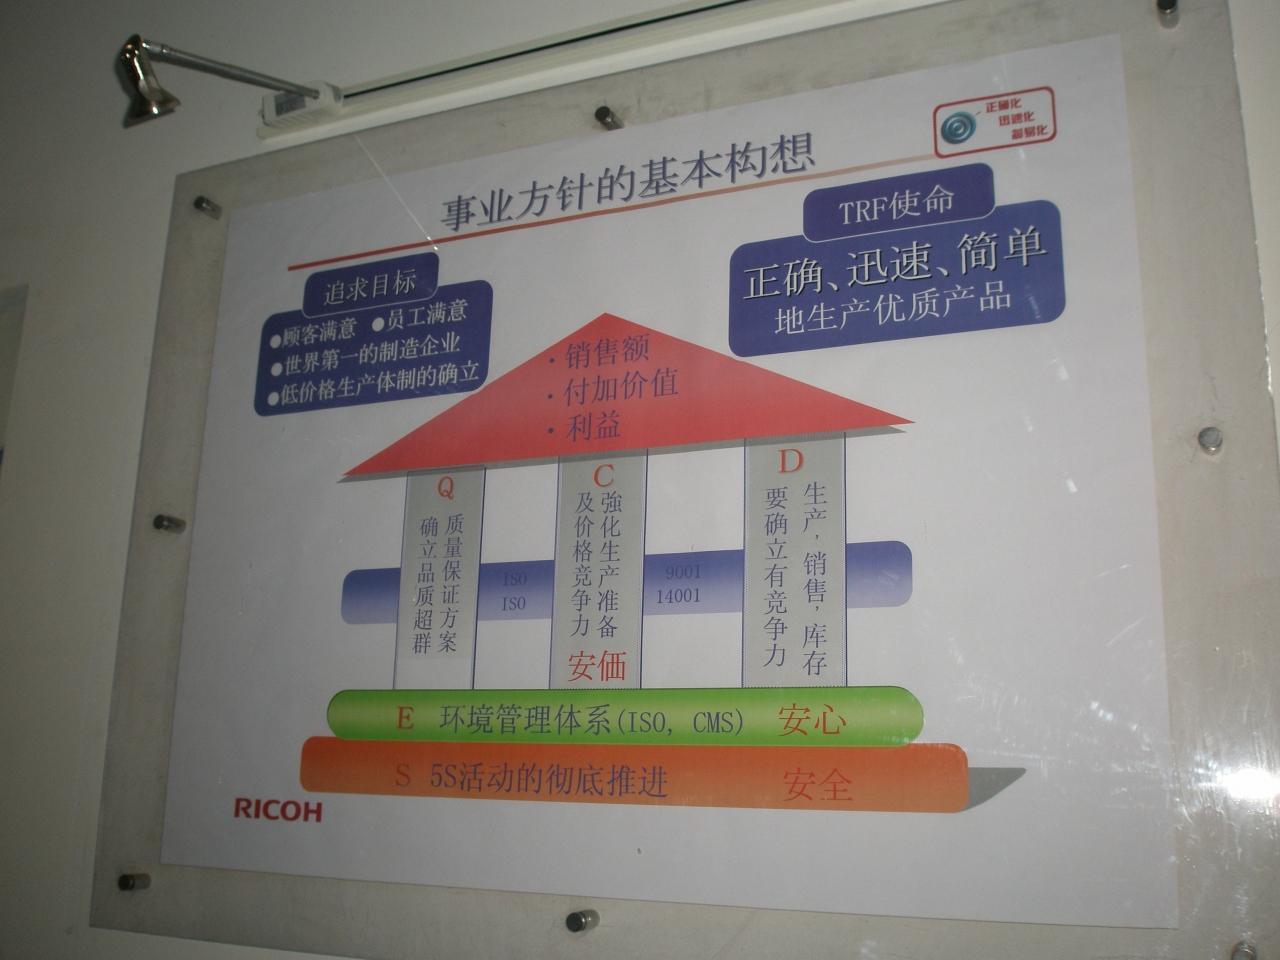 正确化
迅速化
简易化
事业方针的基本构想
TRF使命
正确、迅速、简单
地生产优质产品
追求目标
●顾客满意 ●员工满意
●世界第一的制造企业
●低价格生产体制的确立
·销售额
·付加价值
·利益
Q
质量保证方案
确立品质超群
C
強化生产准备
及价格竞争力
安価
D
生产，销售，库存
要确立有竞争力
ISO 9001
ISO 14001
E 环境管理体系(ISO, CMS) 安心
S 5S活动的彻底推进 安全
RICOH